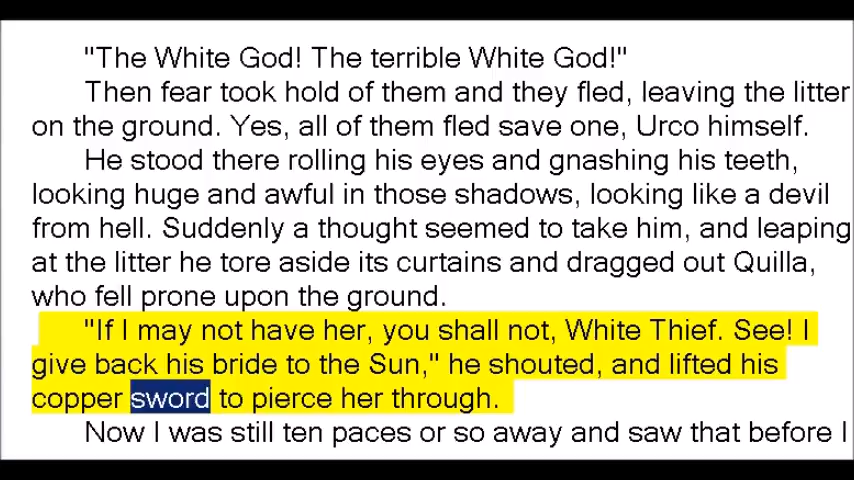 "The White God! The terrible White God!"
Then fear took hold of them and they fled, leaving the litter
on the ground. Yes, all of them fled save one, Urco himself.
He stood there rolling his eyes and gnashing his teeth,
looking huge and awful in those shadows, looking like a devil
from hell. Suddenly a thought seemed to take him, and leaping
at the litter he tore aside its curtains and dragged out Quilla,
who fell prone upon the ground.
"If I may not have her, you shall not, White Thief. See! I
give back his bride to the Sun," he shouted, and lifted his
copper sword to pierce her through.
Now I was still ten paces or so away and saw that before I